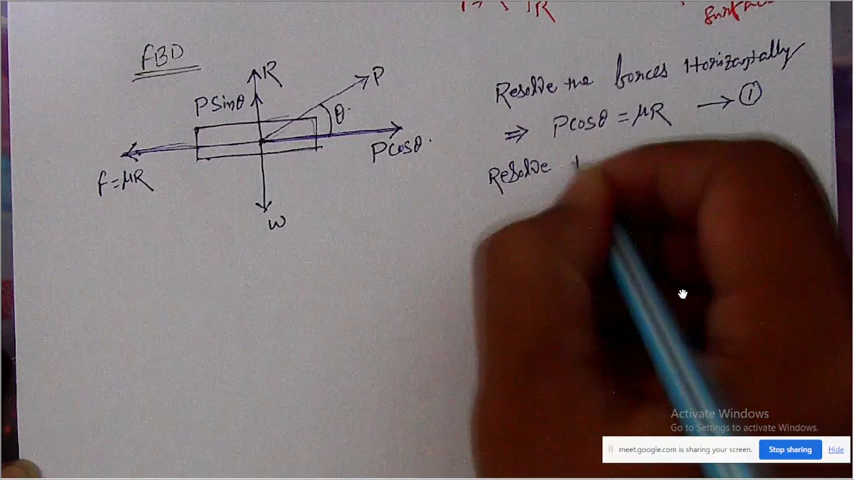 FBD
R
P
PSinθ
θ
Pcosθ.
f=μR
W
Surface
Resolve the forces Horizontally
⇒ Pcosθ = μR → ①
Resolve
Activate Windows
Go to Settings to activate Windows.
meet.google.com is sharing your screen. Stop sharing Hide